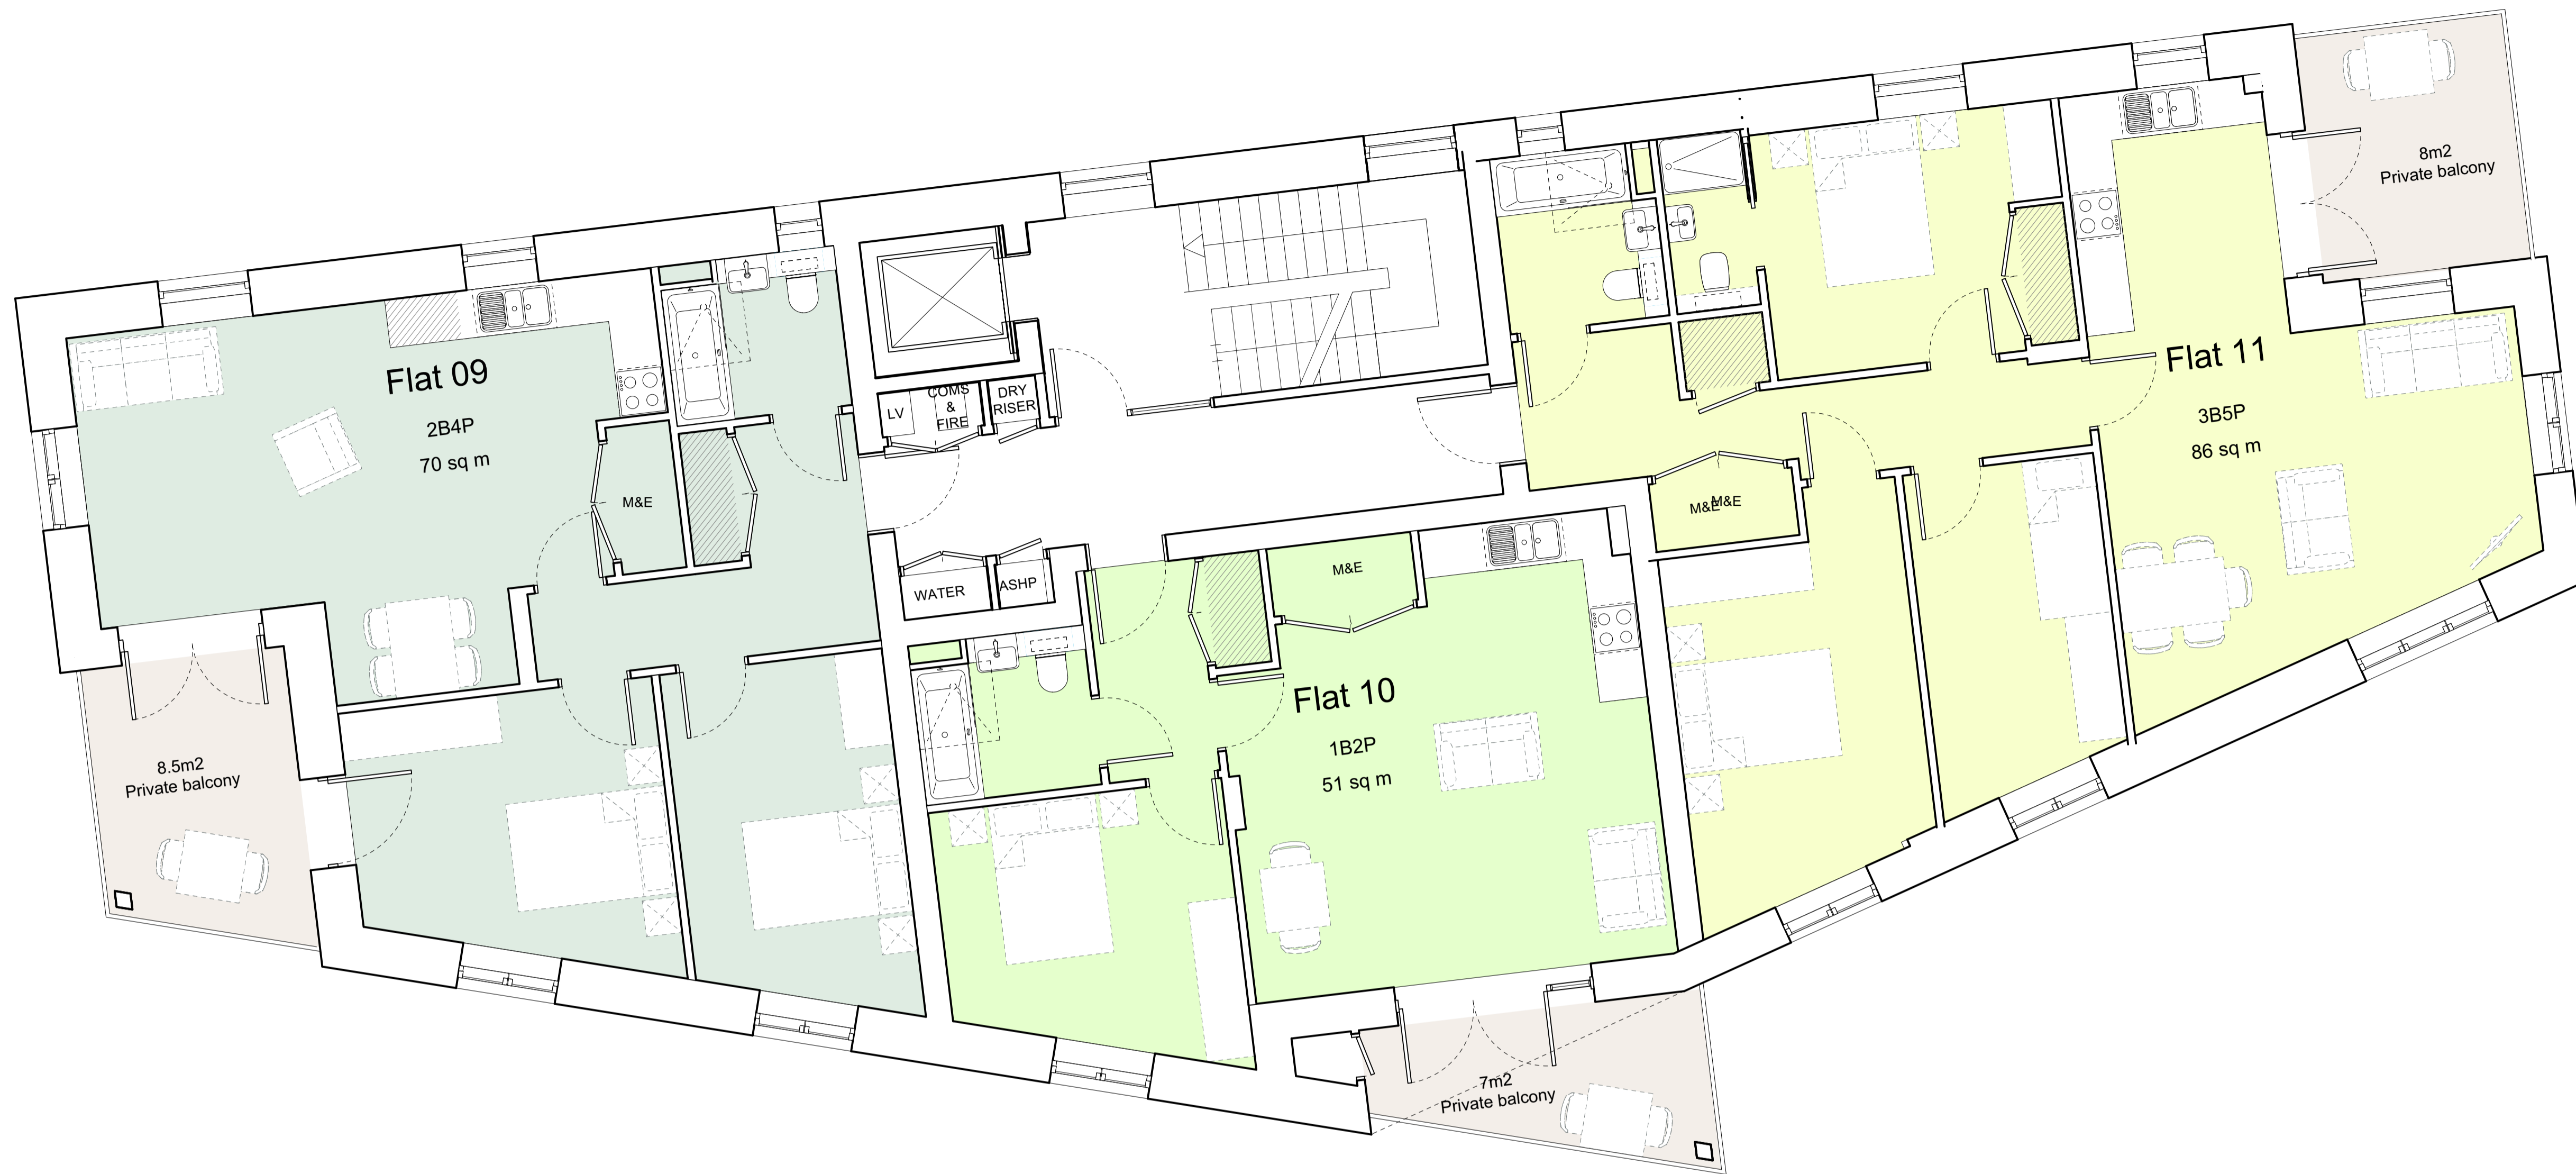 Flat 09
2B4P
70 sq m
M&E
8.5m2
Private balcony
LV
COMS
&
FIRE
DRY
RISER
WATER
ASHP
M&E
Flat 10
1B2P
51 sq m
7m2
Private balcony
M&E
M&E
Flat 11
3B5P
86 sq m
8m2
Private balcony